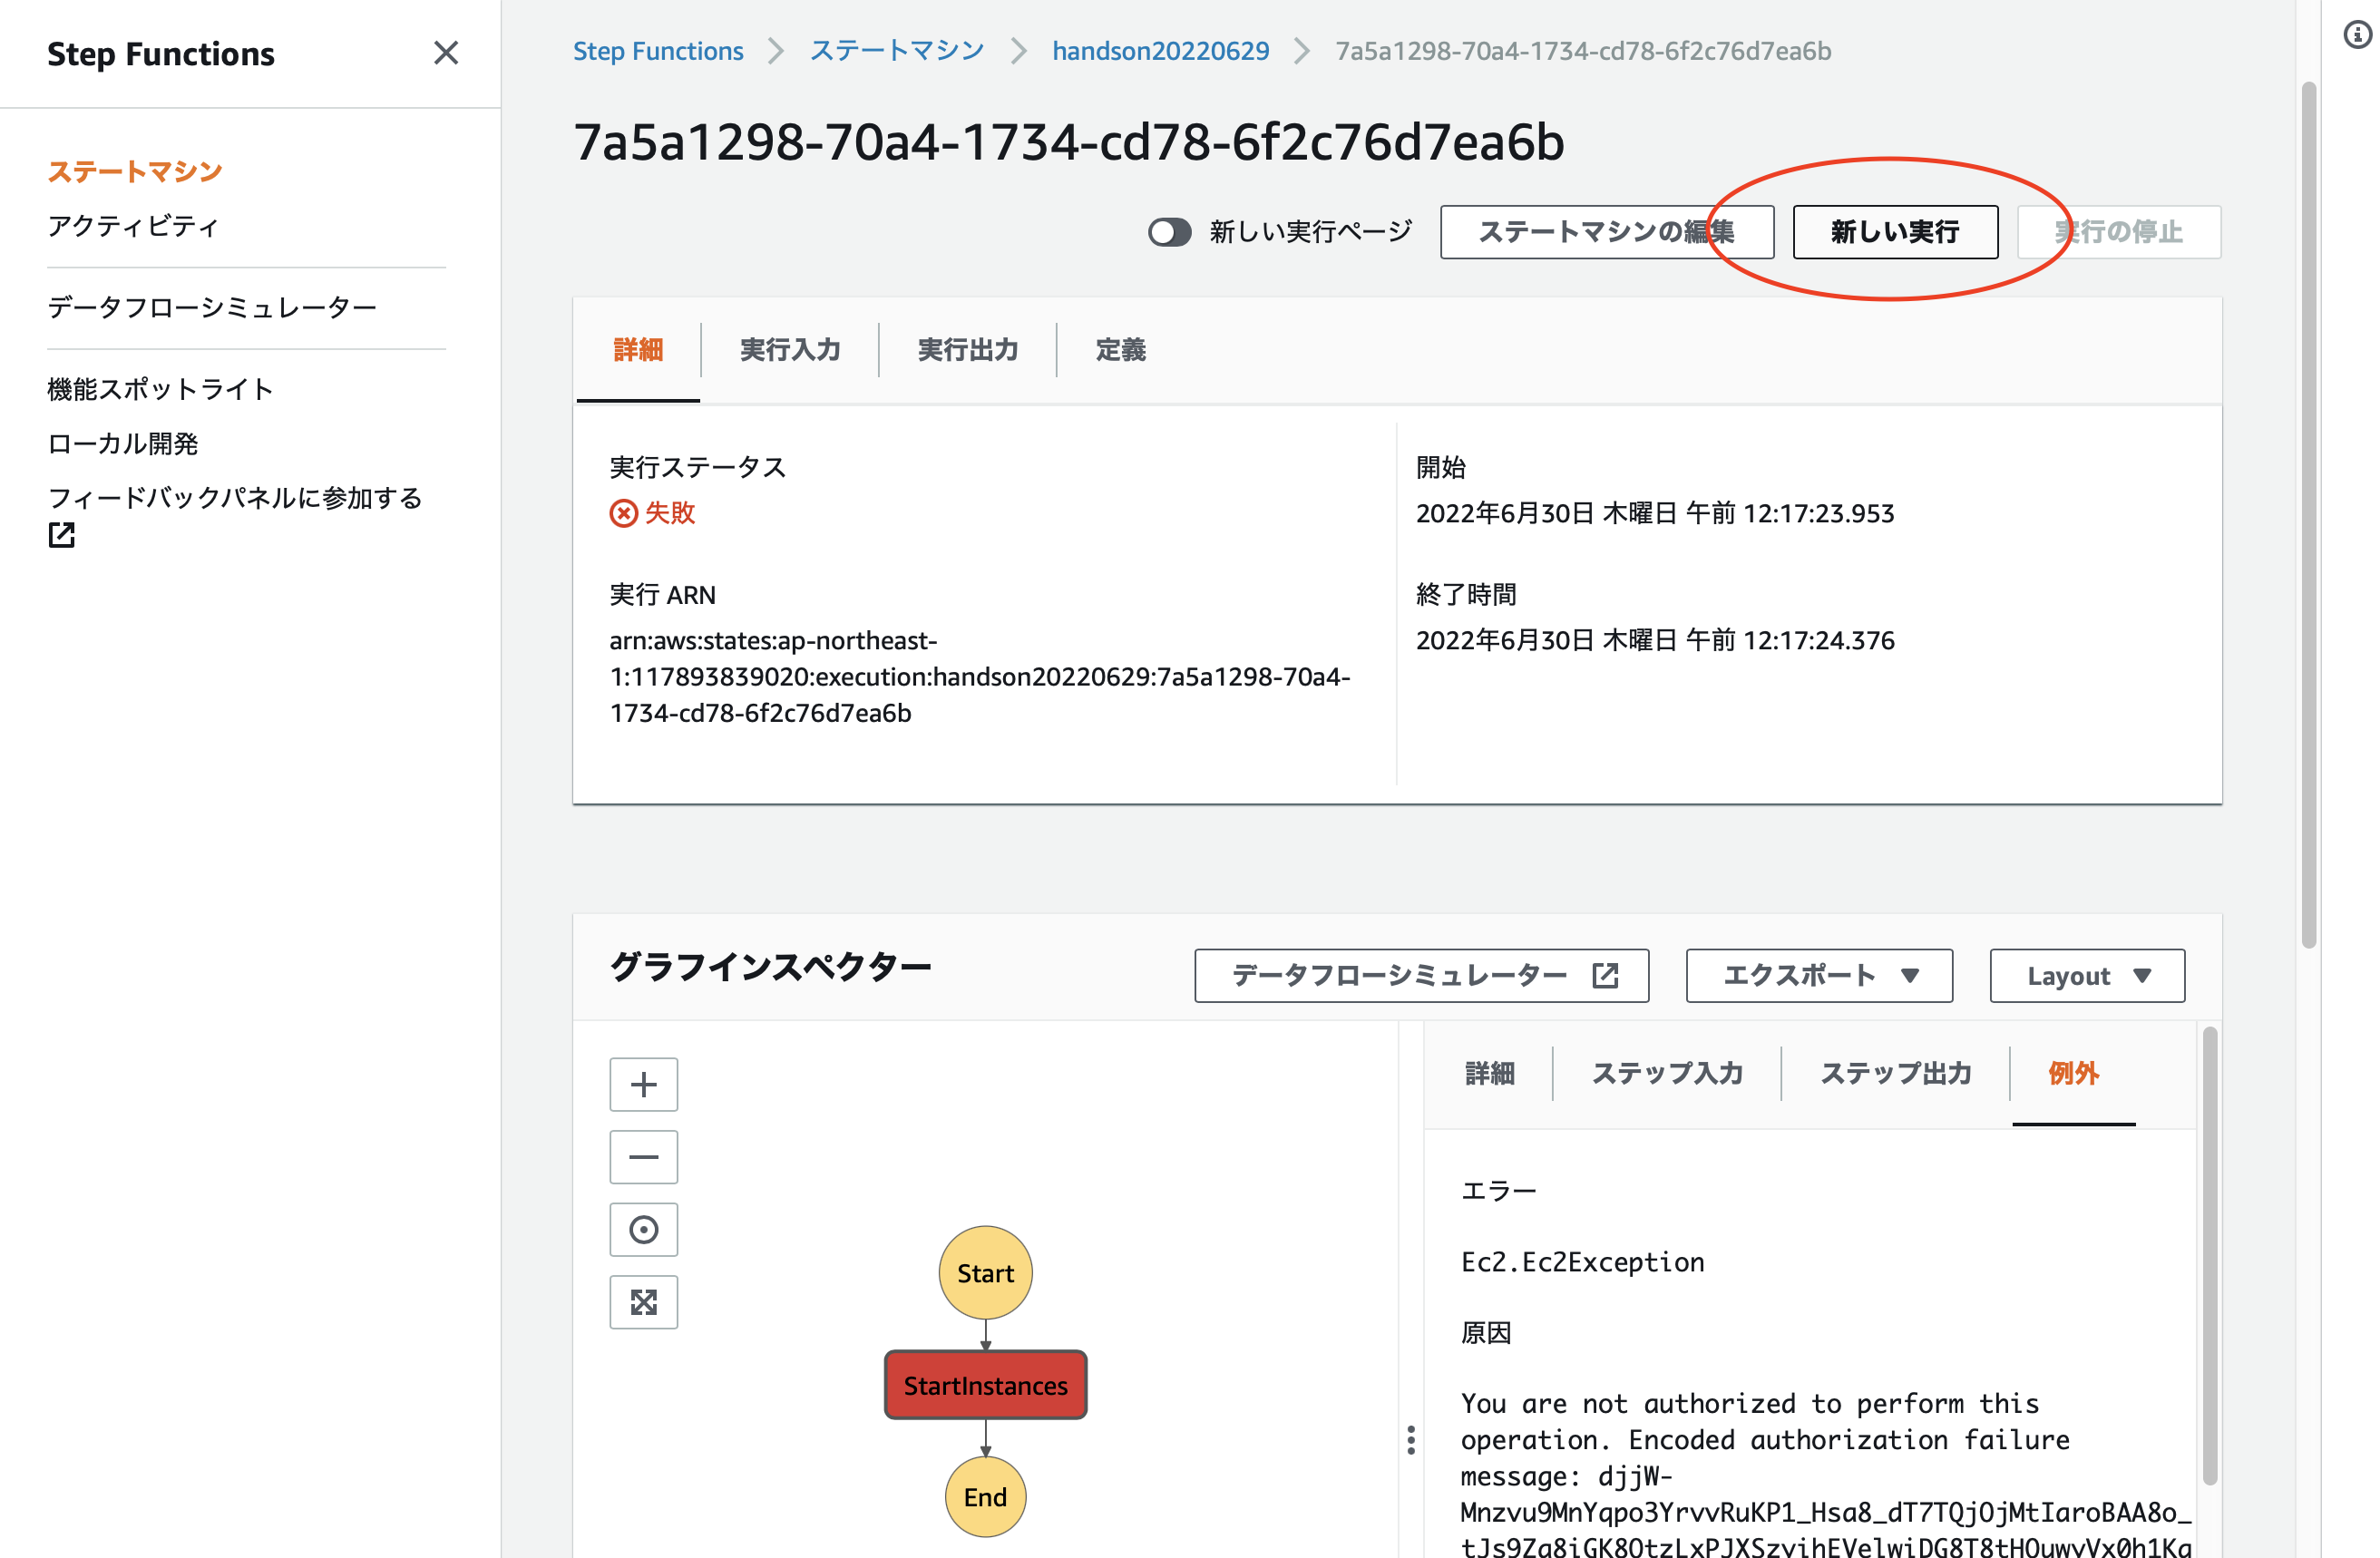 Step Functions
ステートマシン
アクティビティ
データフローシミュレーター
機能スポットライト
ローカル開発
フィードバックパネルに参加する
Step Functions
ステートマシン
handson20220629
7a5a1298-70a4-1734-cd78-6f2c76d7ea6b
7a5a1298-70a4-1734-cd78-6f2c76d7ea6b
新しい実行ページ
ステートマシンの編集
新しい実行
実行の停止
詳細
実行入力
実行出力
定義
実行ステータス
失敗
実行 ARN
arn:aws:states:ap-northeast-
1:117893839020:execution:handson20220629:7a5a1298-70a4-
1734-cd78-6f2c76d7ea6b
開始
2022年6月30日 木曜日 午前 12:17:23.953
終了時間
2022年6月30日 木曜日 午前 12:17:24.376
グラフインスペクター
データフローシミュレーター
エクスポート
Layout
Start
StartInstances
End
詳細
ステップ入力
ステップ出力
例外
エラー
Ec2.Ec2Exception
原因
You are not authorized to perform this
operation. Encoded authorization failure
message: djjW-
Mnzvu9MnYqpo3YrvvRuKP1_Hsa8_dT7TQjOjMtIaroBAA8o_